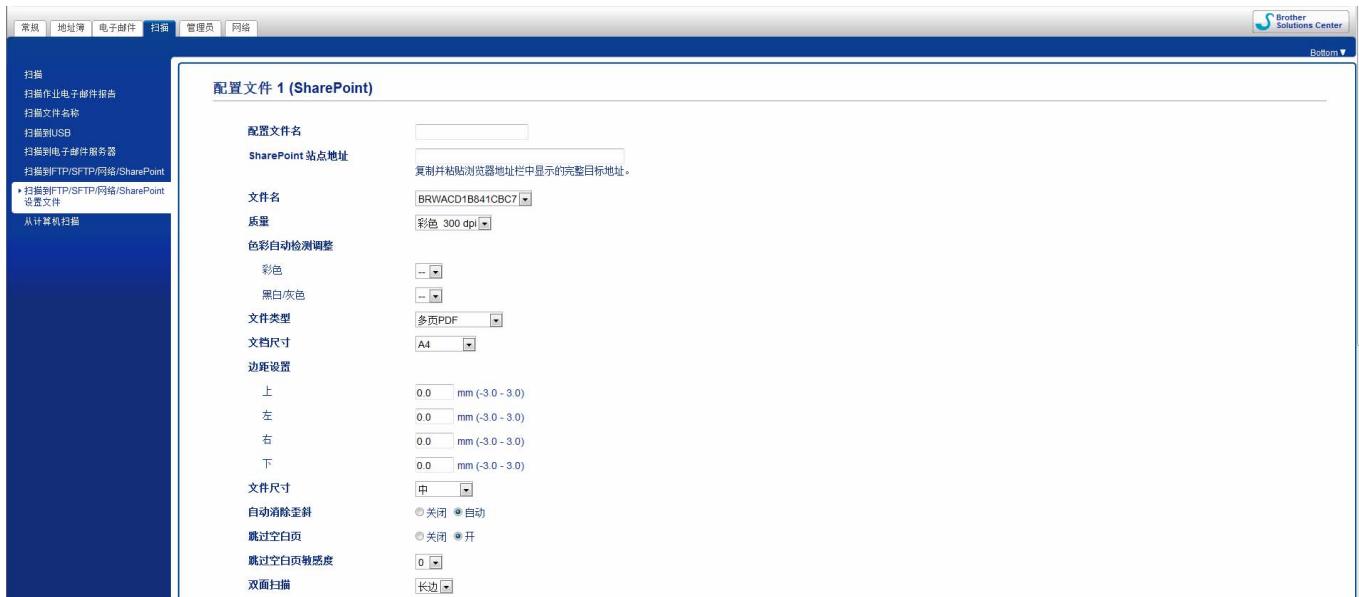 常规 地址簿 电子邮件 扫描 管理员 网络
Brother
Solutions Center
Bottom▼
扫描
扫描作业电子邮件报告
扫描文件名称
扫描到USB
扫描到电子邮件服务器
扫描到FTP/SFTP/网络/SharePoint
扫描到FTP/SFTP/网络/SharePoint
设置文件
从计算机扫描
配置文件 1 (SharePoint)
配置文件名
SharePoint 站点地址
复制并粘贴浏览器地址栏中显示的完整目标地址。
文件名 BRWACD1B841CBC7
质量 彩色 300 dpi
色彩自动检测调整
彩色 --
黑白/灰色 --
文件类型 多页PDF
文档尺寸 A4
边距设置
上 0.0 mm (-3.0 - 3.0)
左 0.0 mm (-3.0 - 3.0)
右 0.0 mm (-3.0 - 3.0)
下 0.0 mm (-3.0 - 3.0)
文件尺寸 中
自动消除歪斜 关闭 自动
跳过空白页 关闭 开
跳过空白页敏感度 0
双面扫描 长边